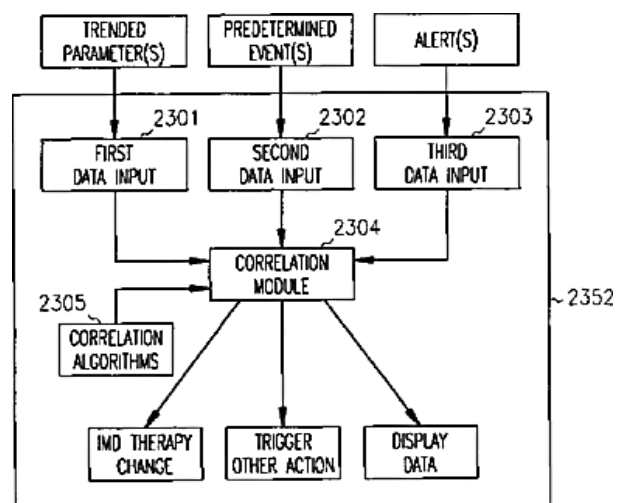 TRENDED
PARAMETER(S)
PREDETERMINED
EVENT(S)
ALERT(S)
2301
2302
2303
FIRST
DATA INPUT
SECOND
DATA INPUT
THIRD
DATA INPUT
2304
CORRELATION
MODULE
2305
CORRELATION
ALGORITHMS
2352
IMD THERAPY
CHANGE
TRIGGER
OTHER ACTION
DISPLAY
DATA